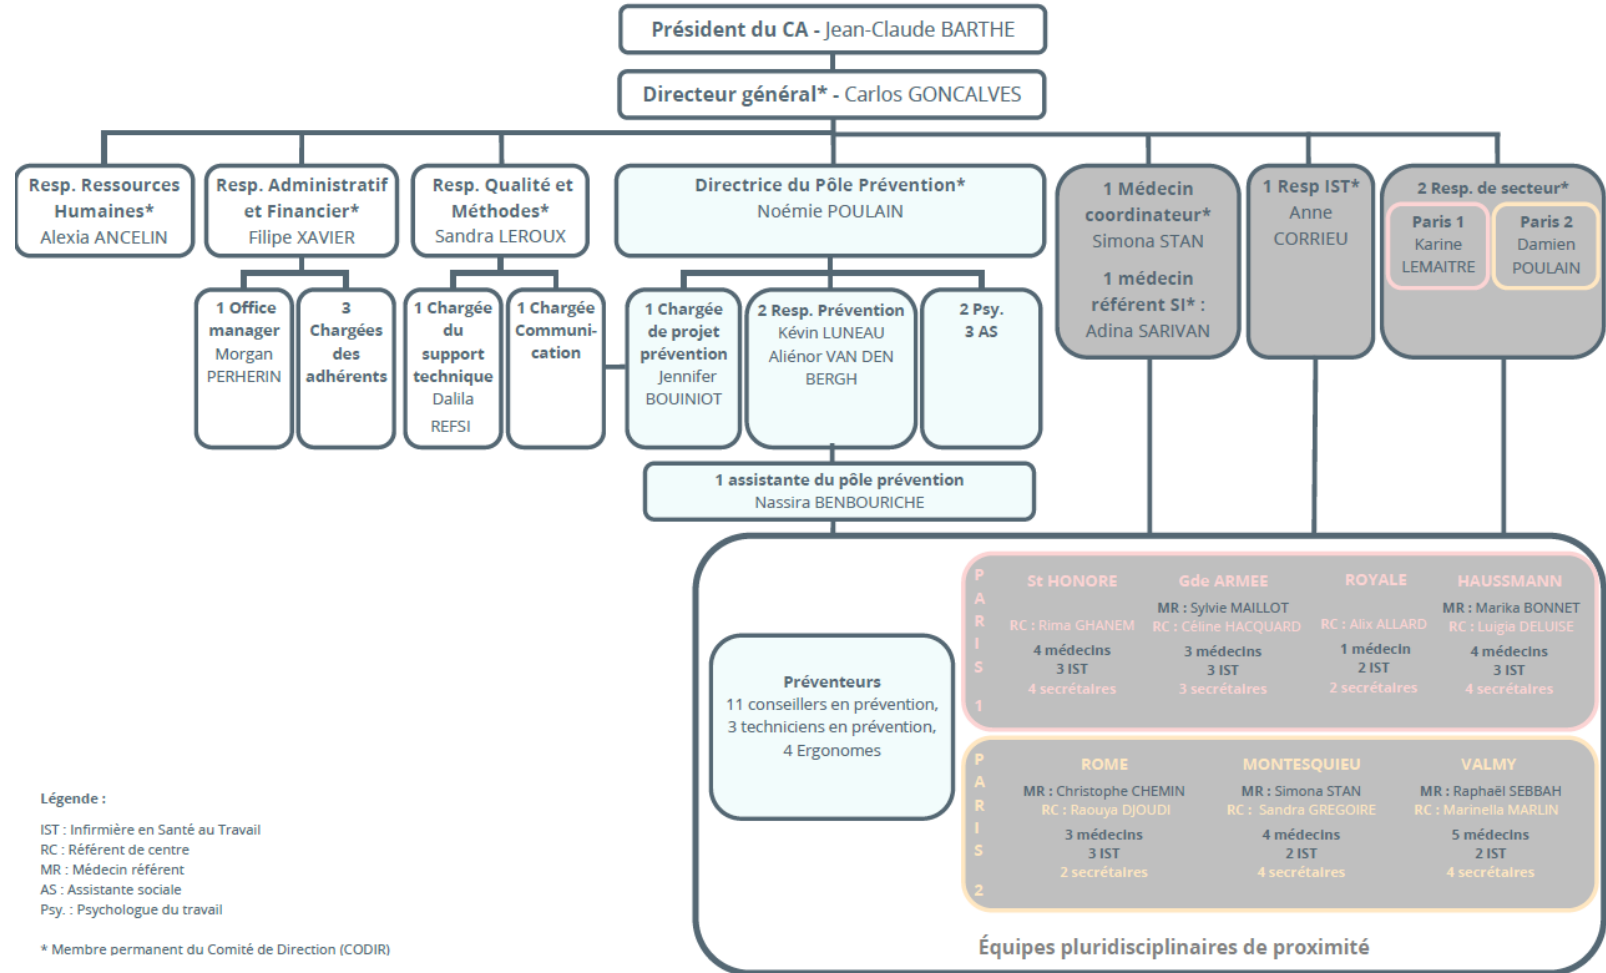 Président du CA - Jean-Claude BARTHE
Directeur général* - Carlos GONCALVES
Resp. Ressources
Humaines*
Alexia ANCELIN
Resp. Administratif
et Financier*
Filipe XAVIER
Resp. Qualité et
Méthodes*
Sandra LEROUX
Directrice du Pôle Prévention*
Noémie POULAIN
1 Médecin
coordinateur*
Simona STAN
1 médecin
référent SI* :
Adina SARIVAN
1 Resp IST*
Anne
CORRIEU
2 Resp. de secteur*
Paris 1
Karine
LEMAITRE
Paris 2
Damien
POULAIN
1 Office
manager
Morgan
PERHERIN
3
Chargées
des
adhérents
1 Chargée
du
support
technique
Dalila
REFSI
1 Chargée
Communi-
cation
1 Chargée
de projet
prévention
Jennifer
BOUINIOT
2 Resp. Prévention
Kévin LUNEAU
Aliénor VAN DEN
BERGH
2 Psy.
3 AS
1 assistante du pôle prévention
Nassira BENBOURICHE
Préventeurs
11 conseillers en prévention,
3 techniciens en prévention,
4 Ergonomes
PARIS 1
St HONORE
RC : Rima GHANEM
4 médecins
3 IST
4 secrétaires
Gde ARMEE
MR : Sylvie MAILLOT
RC : Céline HACQUARD
3 médecins
3 IST
3 secrétaires
ROYALE
RC : Alix ALLARD
1 médecin
2 IST
2 secrétaires
HAUSSMANN
MR : Marika BONNET
RC : Luigia DELUISE
4 médecins
3 IST
4 secrétaires
PARIS 2
ROME
MR : Christophe CHEMIN
RC : Raouya DJOUDI
3 médecins
3 IST
2 secrétaires
MONTESQUIEU
MR : Simona STAN
RC : Sandra GREGOIRE
4 médecins
2 IST
4 secrétaires
VALMY
MR : Raphaël SEBBAH
RC : Marinella MARLIN
5 médecins
2 IST
4 secrétaires
Équipes pluridisciplinaires de proximité
Légende :
IST : Infirmière en Santé au Travail
RC : Référent de centre
MR : Médecin référent
AS : Assistante sociale
Psy. : Psychologue du travail
* Membre permanent du Comité de Direction (CODIR)